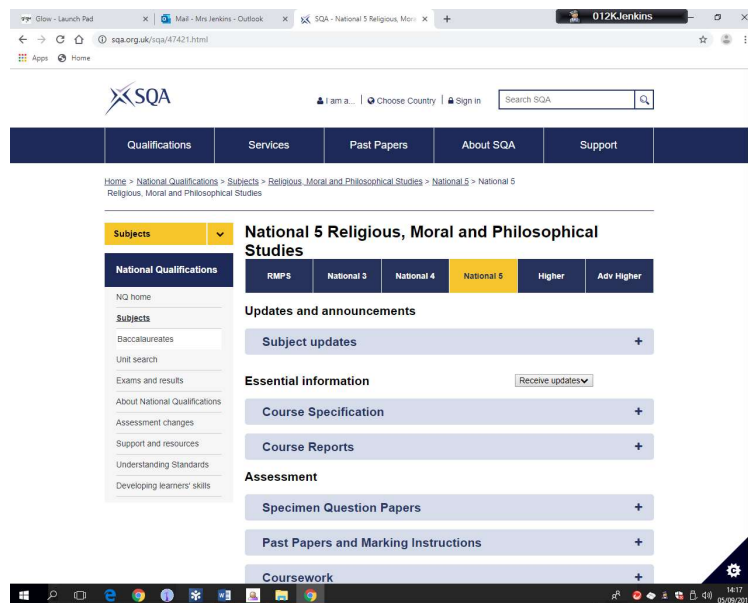 Glow - Launch Pad
Mail - Mrs Jenkins - Outlook
SQA - National 5 Religious, Mor
012KJenkins
sqa.org.uk/sqa/47421.html
Apps Home
SQA
I am a... | Choose Country | Sign in Search SQA
Qualifications Services Past Papers About SQA Support
Home > National Qualifications > Subjects > Religious, Moral and Philosophical Studies > National 5 > National 5
Religious, Moral and Philosophical Studies
Subjects
National 5 Religious, Moral and Philosophical
Studies
National Qualifications
RMPS National 3 National 4 National 5 Higher Adv Higher
NQ home
Subjects
Baccalaureates
Unit search
Exams and results
About National Qualifications
Assessment changes
Support and resources
Understanding Standards
Developing learners' skills
Updates and announcements
Subject updates +
Essential information Receive updates
Course Specification +
Course Reports +
Assessment
Specimen Question Papers +
Past Papers and Marking Instructions +
Coursework +
14:17
05/09/201